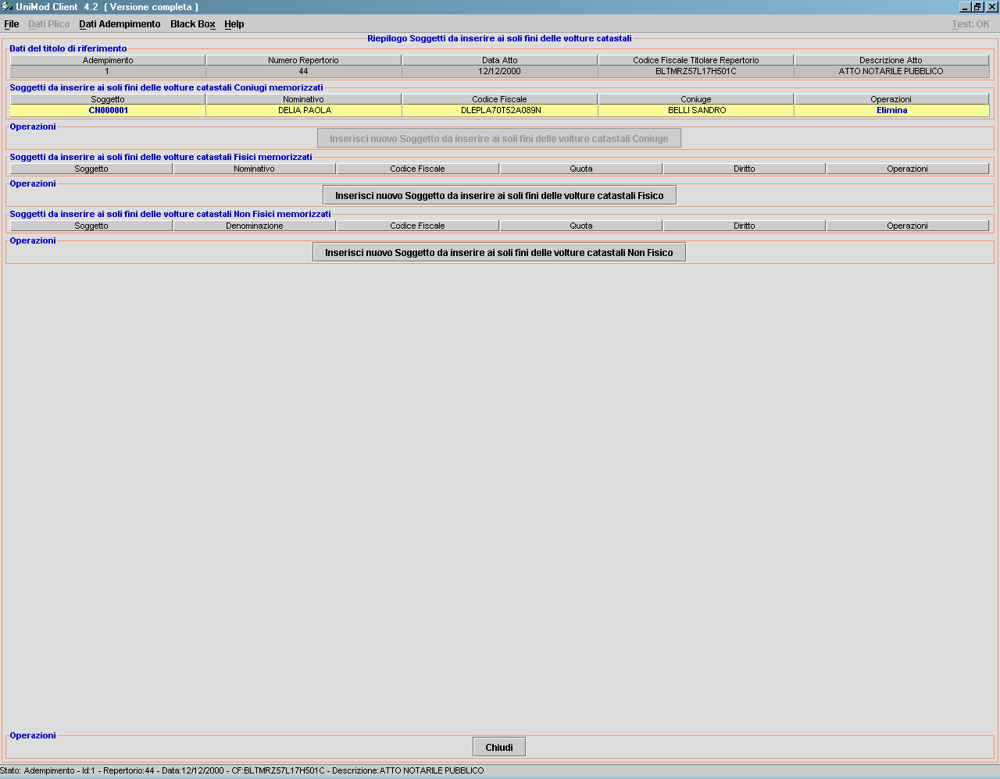 UniMod Client 4.2 ( Versione completa )
File Dati Plico Dati Adempimento Black Box Help Test: OK
Riepilogo Soggetti da inserire ai soli fini delle volture catastali
Dati del titolo di riferimento
Adempimento Numero Repertorio Data Atto Codice Fiscale Titolare Repertorio Descrizione Atto
1 44 12/12/2000 BLTMRZ57L17H501C ATTO NOTARILE PUBBLICO
Soggetti da inserire ai soli fini delle volture catastali Coniugi memorizzati
Soggetto Nominativo Codice Fiscale Coniuge Operazioni
CN000001 DELIA PAOLA DLEPLA70T52A089N BELLI SANDRO Elimina
Operazioni
Inserisci nuovo Soggetto da inserire ai soli fini delle volture catastali Coniuge
Soggetti da inserire ai soli fini delle volture catastali Fisici memorizzati
Soggetto Nominativo Codice Fiscale Quota Diritto Operazioni
Operazioni
Inserisci nuovo Soggetto da inserire ai soli fini delle volture catastali Fisico
Soggetti da inserire ai soli fini delle volture catastali Non Fisici memorizzati
Soggetto Denominazione Codice Fiscale Quota Diritto Operazioni
Operazioni
Inserisci nuovo Soggetto da inserire ai soli fini delle volture catastali Non Fisico
Operazioni
Chiudi
Stato: Adempimento - Id:1 - Repertorio:44 - Data:12/12/2000 - CF:BLTMRZ57L17H501C - Descrizione:ATTO NOTARILE PUBBLICO